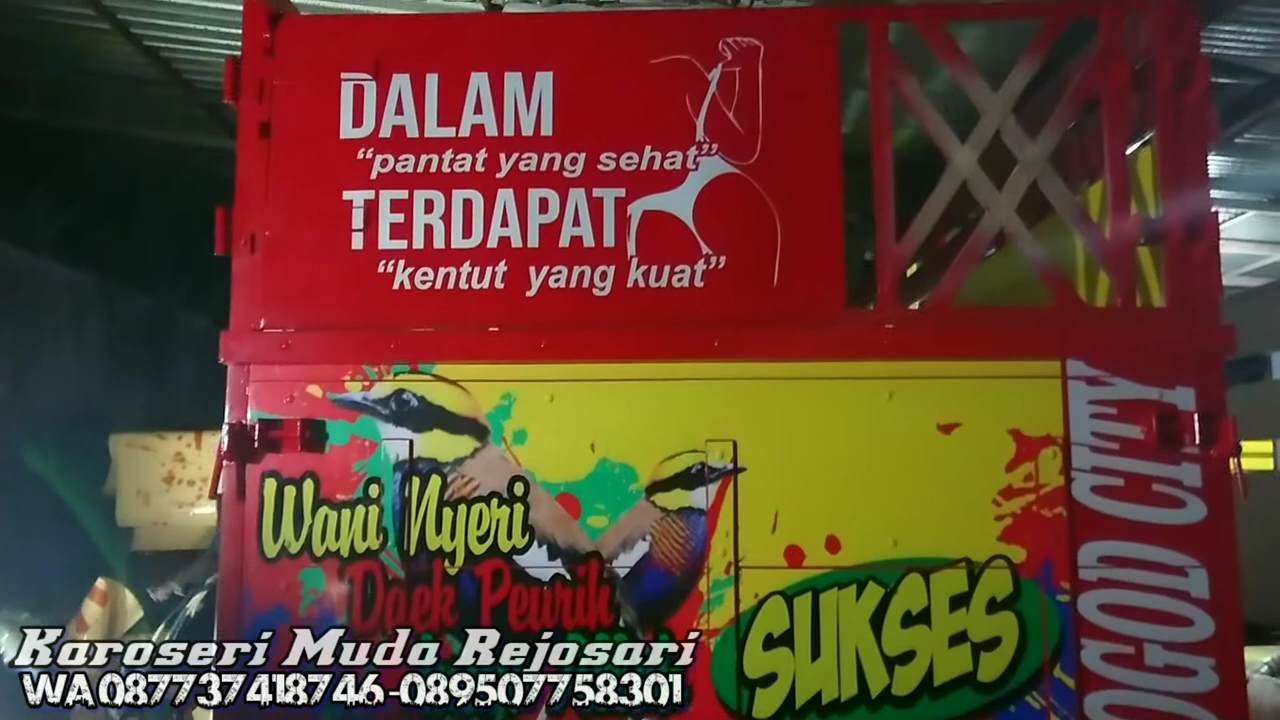 DALAM
“pantat yang sehat”
TERDAPAT
“kentut yang kuat”
Wani Nyeri
Daek Peurih
SUKSES
OGOD CITY
Karoseri Muda Rejosari
WA 087737418746 -089507758301